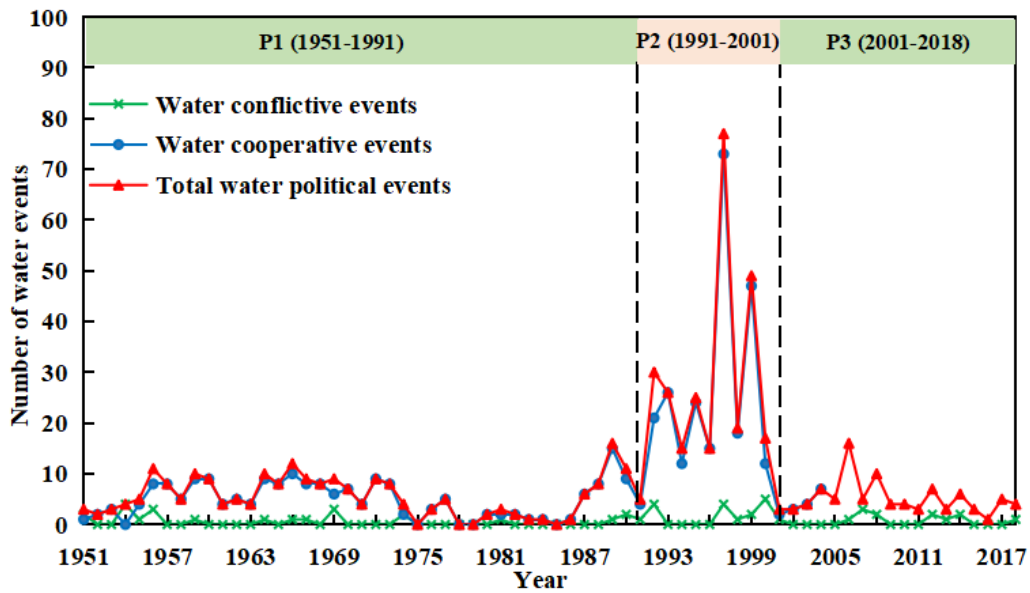 100
90
80
70
60
50
40
30
20
10
0
P1 (1951-1991)
P2 (1991-2001)
P3 (2001-2018)
Water conflictive events
Water cooperative events
Total water political events
Number of water events
1951 1957 1963 1969 1975 1981 1987 1993 1999 2005 2011 2017
Year